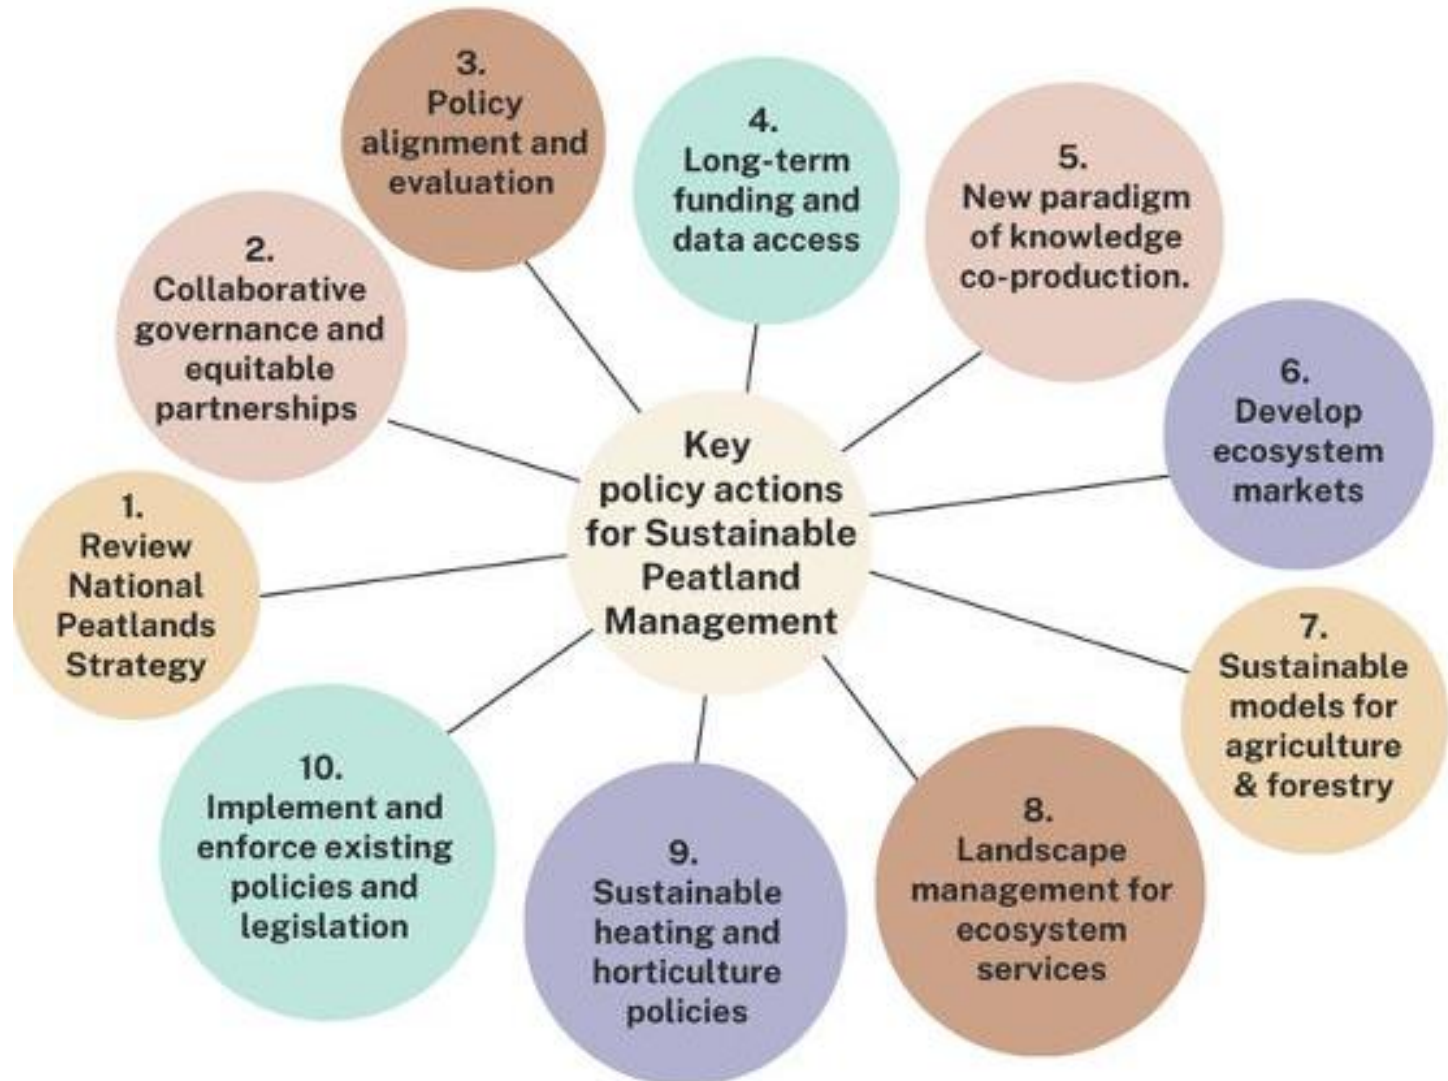 Key
policy actions
for Sustainable
Peatland
Management
1.
Review
National
Peatlands
Strategy
2.
Collaborative
governance and
equitable
partnerships
3.
Policy
alignment and
evaluation
4.
Long-term
funding and
data access
5.
New paradigm
of knowledge
co-production.
6.
Develop
ecosystem
markets
7.
Sustainable
models for
agriculture
& forestry
8.
Landscape
management for
ecosystem
services
9.
Sustainable
heating and
horticulture
policies
10.
Implement and
enforce existing
policies and
legislation